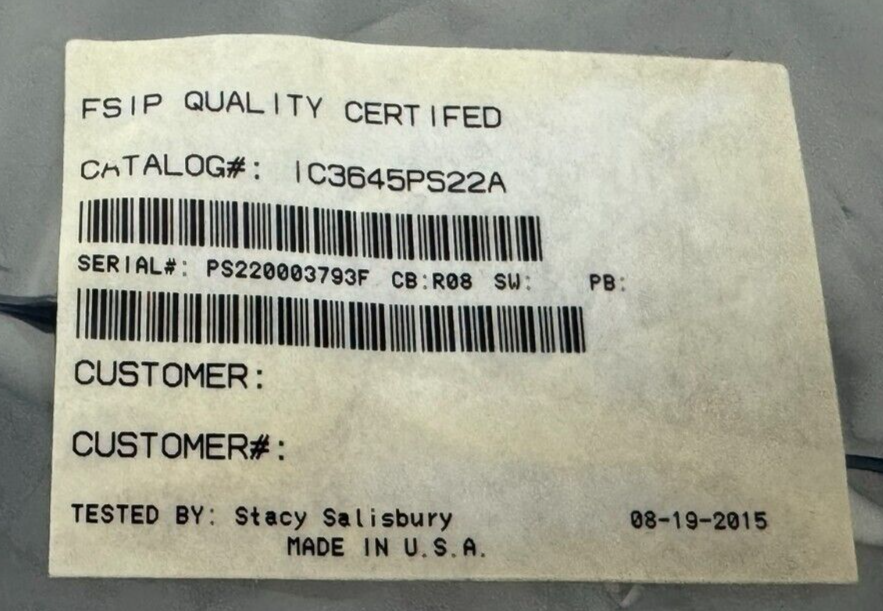 FSIP QUALITY CERTIFED
CATALOG#: IC3645PS22A
SERIAL#: PS220003793F CB:R08 SW: PB:
CUSTOMER:
CUSTOMER#:
TESTED BY: Stacy Salisbury 08-19-2015
MADE IN U.S.A.